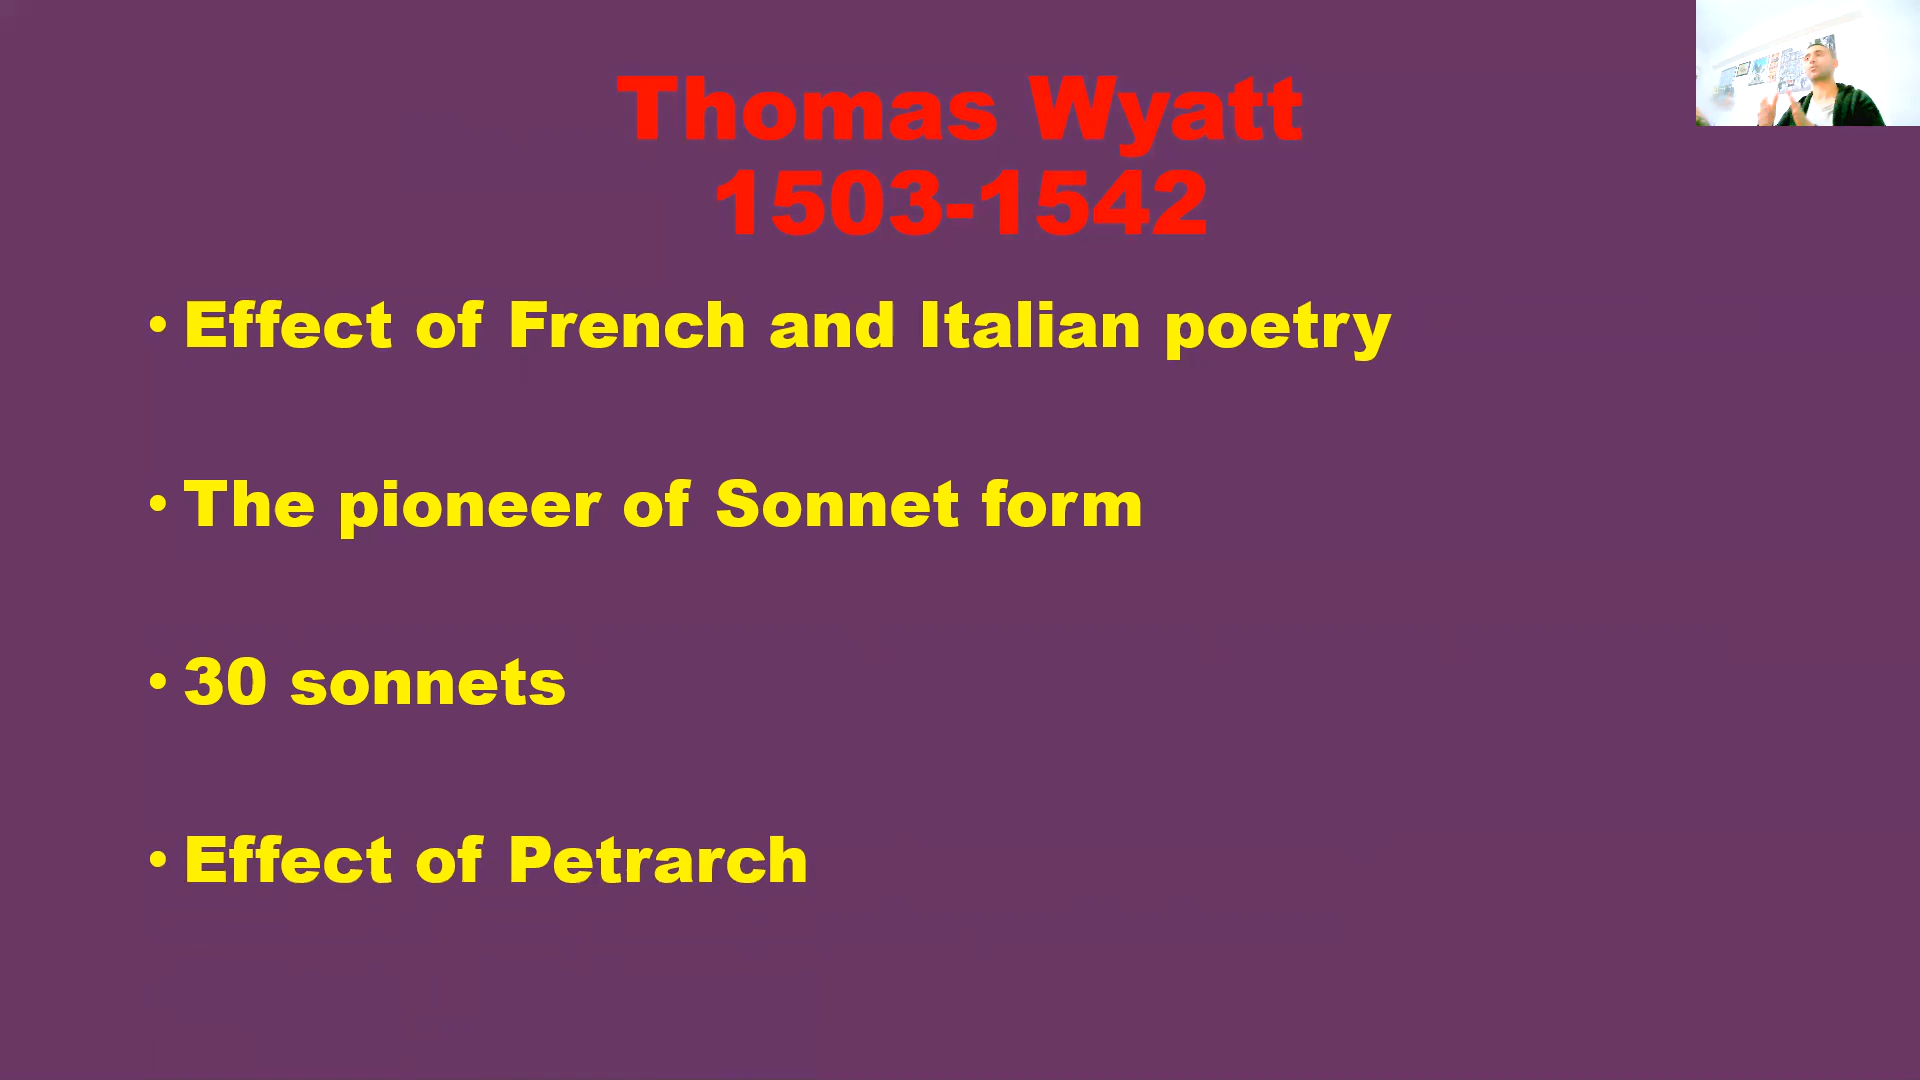 Thomas Wyatt
1503-1542
• Effect of French and Italian poetry
• The pioneer of Sonnet form
• 30 sonnets
• Effect of Petrarch